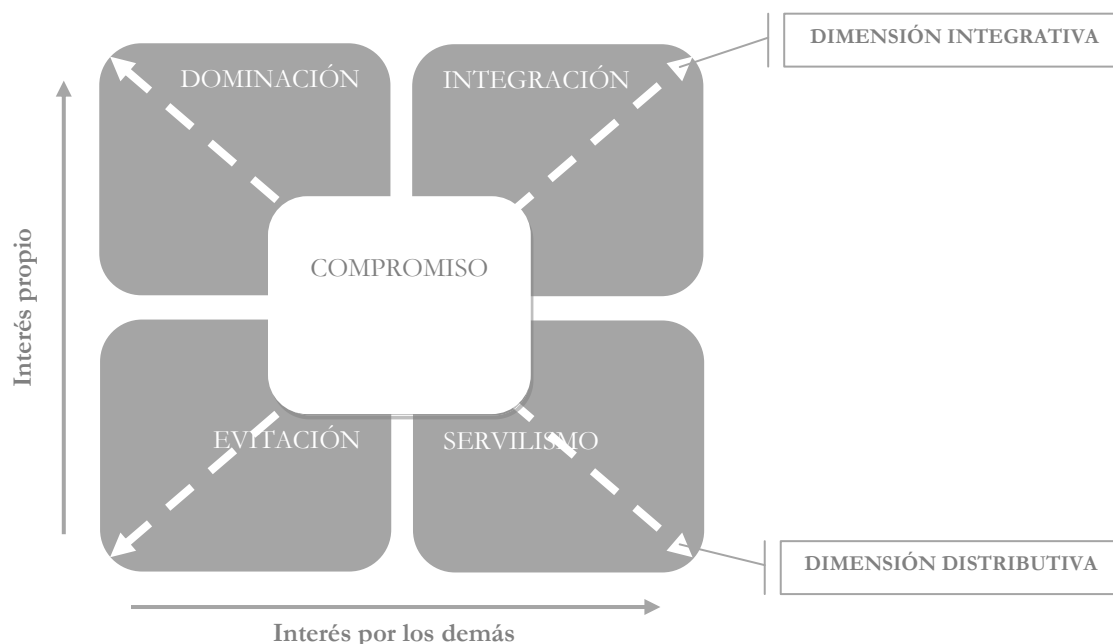 DIMENSIÓN INTEGRATIVA
DOMINACIÓN
INTEGRACIÓN
COMPROMISO
Interés propio
EVITACIÓN
SERVILISMO
DIMENSIÓN DISTRIBUTIVA
Interés por los demás